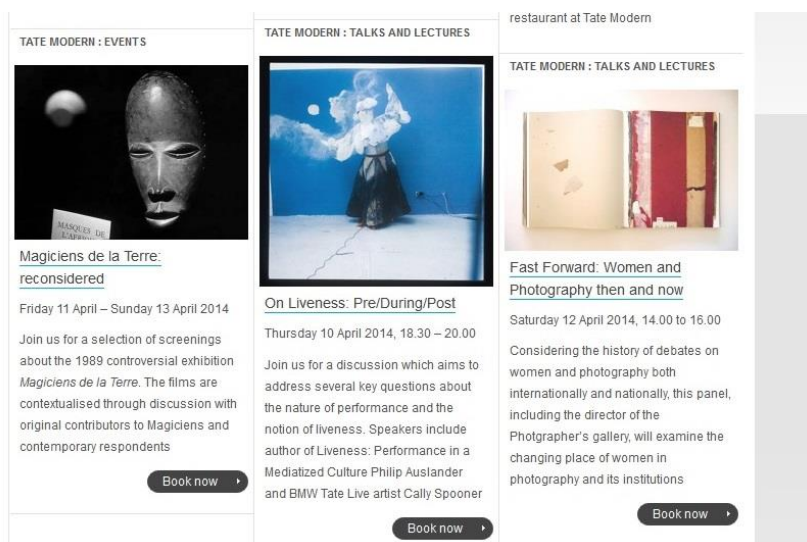 TATE MODERN : EVENTS
MASQUES DE
L'AFRIQUE
Magiciens de la Terre:
reconsidered
Friday 11 April – Sunday 13 April 2014
Join us for a selection of screenings
about the 1989 controversial exhibition
Magiciens de la Terre. The films are
contextualised through discussion with
original contributors to Magiciens and
contemporary respondents
Book now
TATE MODERN : TALKS AND LECTURES
On Liveness: Pre/During/Post
Thursday 10 April 2014, 18.30 – 20.00
Join us for a discussion which aims to
address several key questions about
the nature of performance and the
notion of liveness. Speakers include
author of Liveness: Performance in a
Mediatized Culture Philip Auslander
and BMW Tate Live artist Cally Spooner
Book now
restaurant at Tate Modern
TATE MODERN : TALKS AND LECTURES
Fast Forward: Women and
Photography then and now
Saturday 12 April 2014, 14.00 to 16.00
Considering the history of debates on
women and photography both
internationally and nationally, this panel,
including the director of the
Photgrapher's gallery, will examine the
changing place of women in
photography and its institutions
Book now